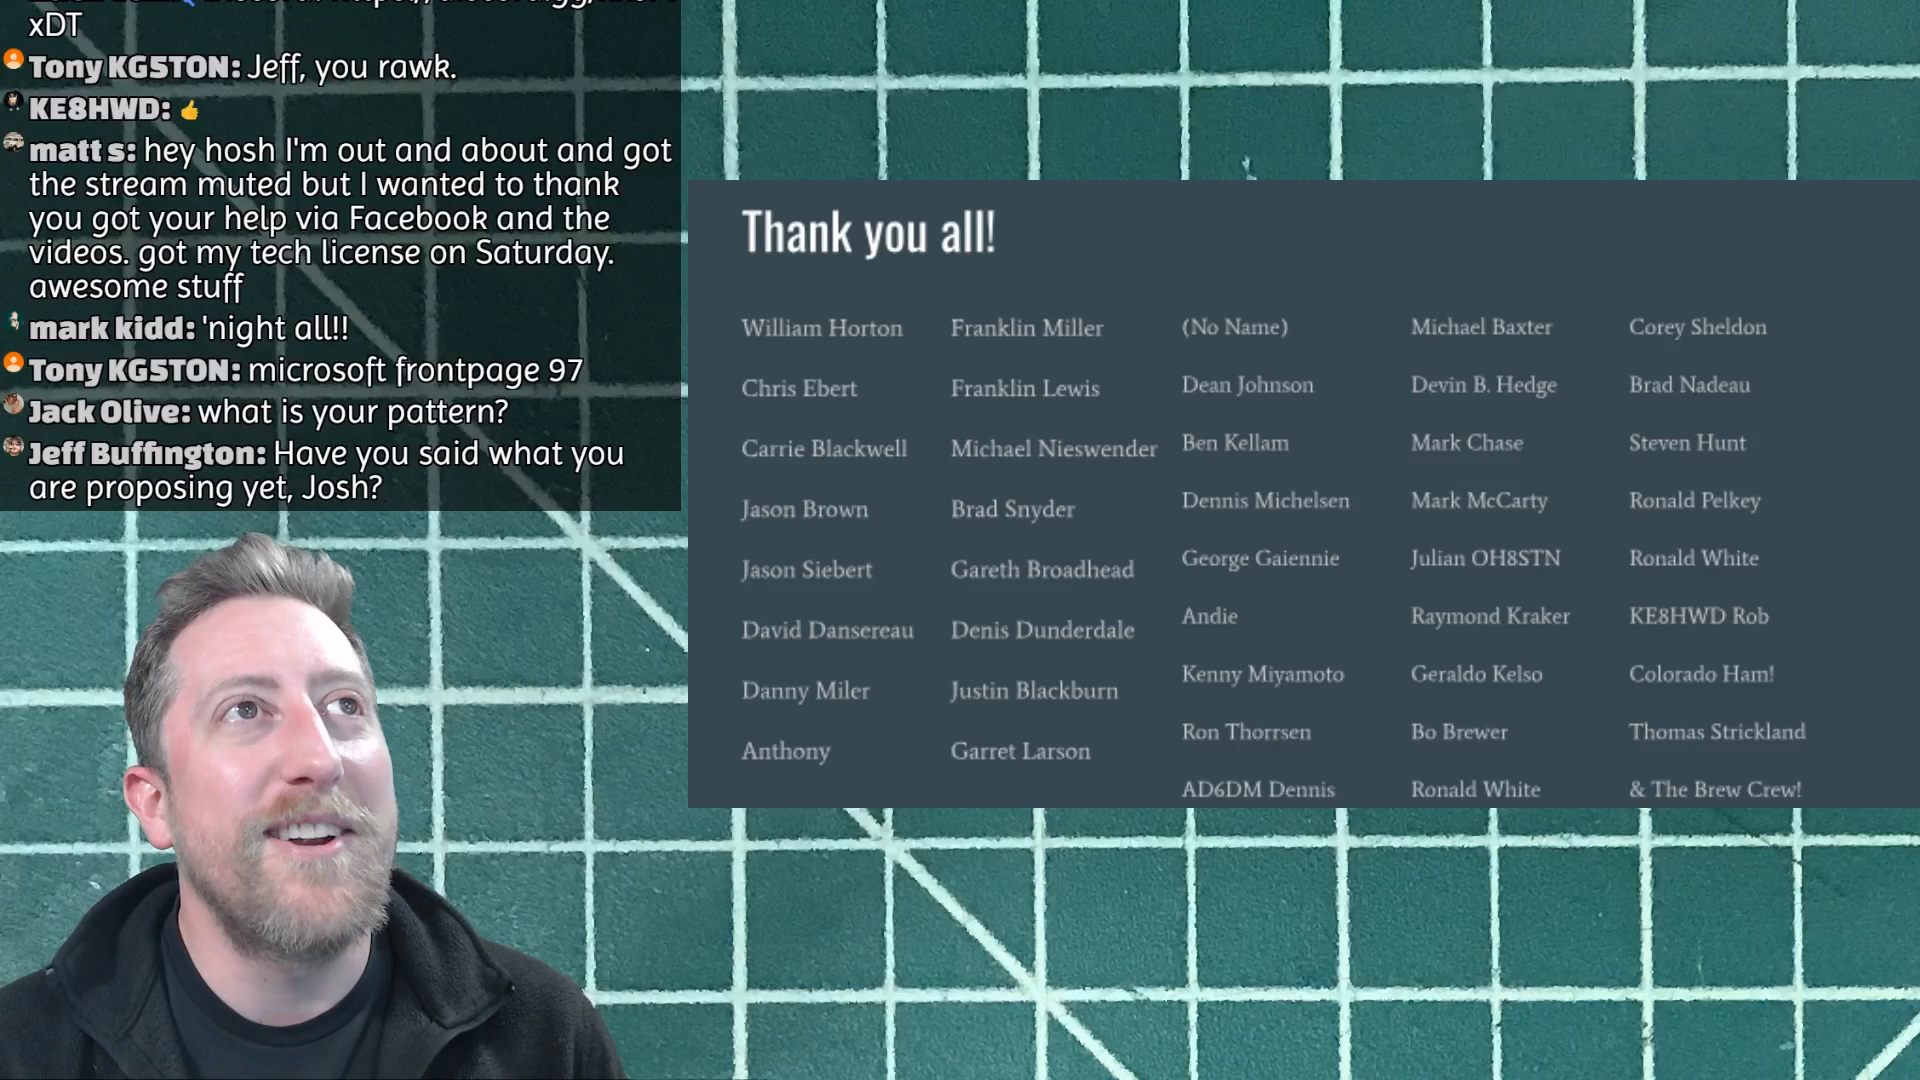 xDT
Tony KG5TON: Jeff, you rawk.
KE8HWD: 👍
matt s: hey hosh I'm out and about and got
the stream muted but I wanted to thank
you got your help via Facebook and the
videos. got my tech license on Saturday.
awesome stuff
mark kidd: 'night all!!
Tony KG5TON: microsoft frontpage 97
Jack Olive: what is your pattern?
Jeff Buffington: Have you said what you
are proposing yet, Josh?
Thank you all!
William Horton
Chris Ebert
Carrie Blackwell
Jason Brown
Jason Siebert
David Dansereau
Danny Miler
Anthony
Franklin Miller
Franklin Lewis
Michael Nieswender
Brad Snyder
Gareth Broadhead
Denis Dunderdale
Justin Blackburn
Garret Larson
(No Name)
Dean Johnson
Ben Kellam
Dennis Michelsen
George Gaiennie
Andie
Kenny Miyamoto
Ron Thorrsen
AD6DM Dennis
Michael Baxter
Devin B. Hedge
Mark Chase
Mark McCarty
Julian OH8STN
Raymond Kraker
Geraldo Kelso
Bo Brewer
Ronald White
Corey Sheldon
Brad Nadeau
Steven Hunt
Ronald Pelkey
Ronald White
KE8HWD Rob
Colorado Ham!
Thomas Strickland
& The Brew Crew!